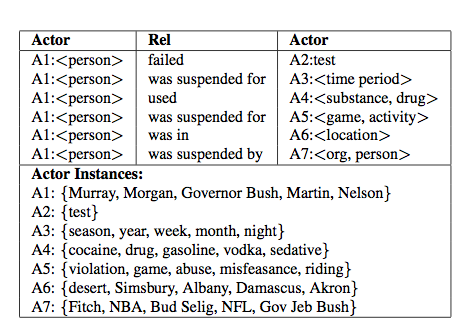 Actor Rel Actor
A1:<person> failed A2:test
A1:<person> was suspended for A3:<time period>
A1:<person> used A4:<substance, drug>
A1:<person> was suspended for A5:<game, activity>
A1:<person> was in A6:<location>
A1:<person> was suspended by A7:<org, person>
Actor Instances:
A1: {Murray, Morgan, Governor Bush, Martin, Nelson}
A2: {test}
A3: {season, year, week, month, night}
A4: {cocaine, drug, gasoline, vodka, sedative}
A5: {violation, game, abuse, misfeasance, riding}
A6: {desert, Simsbury, Albany, Damascus, Akron}
A7: {Fitch, NBA, Bud Selig, NFL, Gov Jeb Bush}